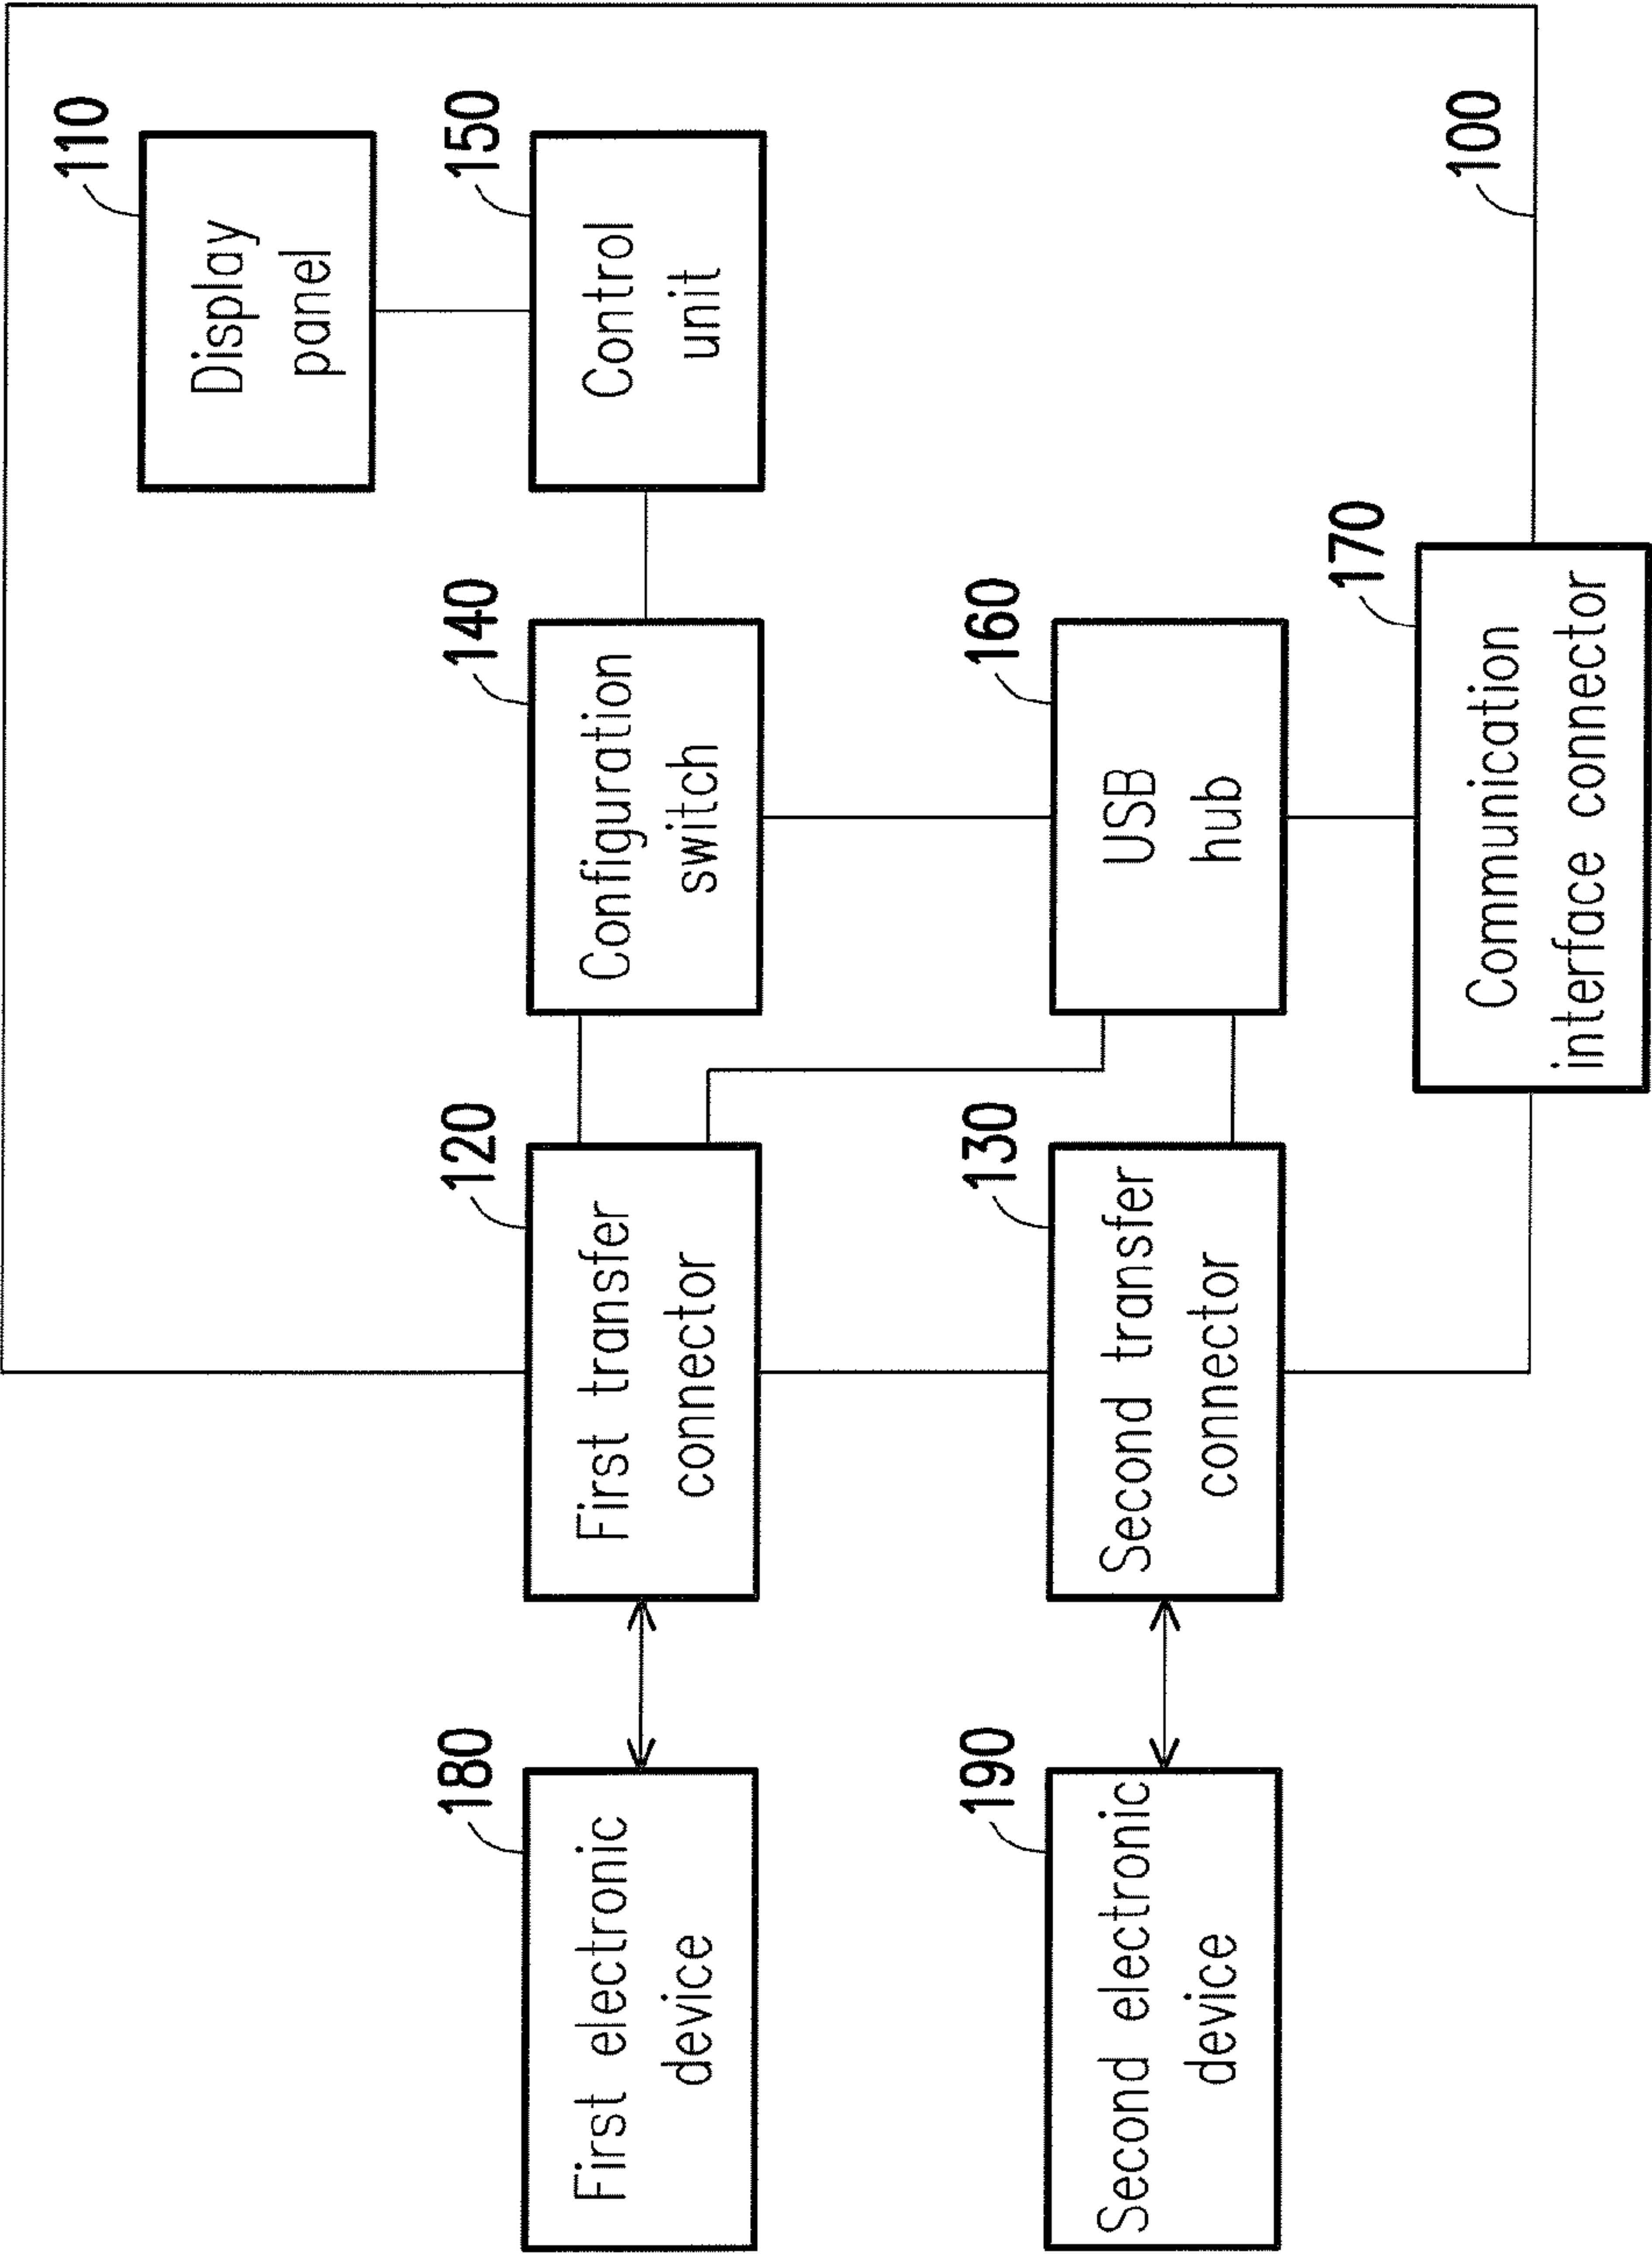 110
Display
panel
180
First electronic
device
120
First transfer
connector
140
Configuration
switch
150
Control
unit
190
Second electronic
device
130
Second transfer
connector
160
USB
hub
170
Communication
interface connector
100